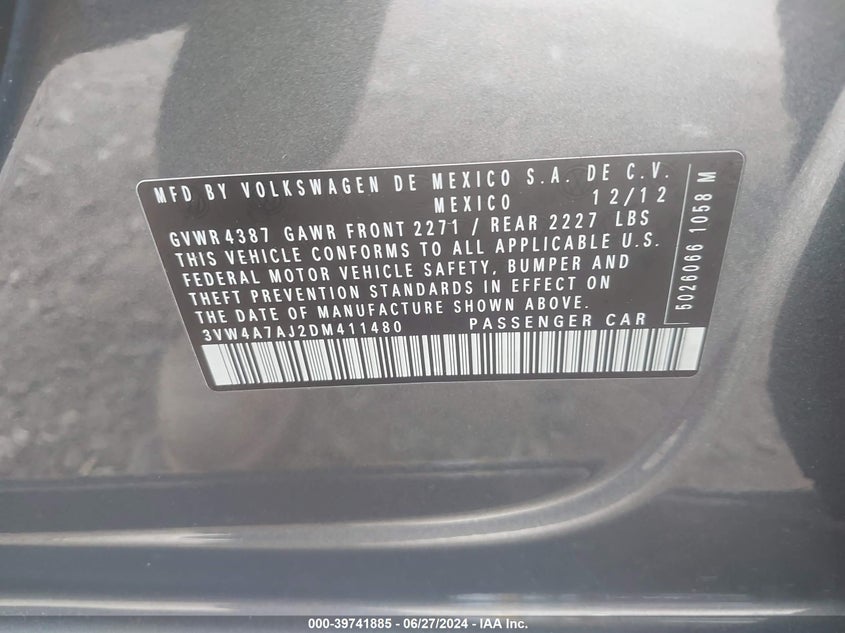 MFD BY VOLKSWAGEN DE MEXICO S.A. DE C.V.
MEXICO 12/12
GVWR 4387 GAWR FRONT 2271 / REAR 2227 LBS
THIS VEHICLE CONFORMS TO ALL APPLICABLE U.S.
FEDERAL MOTOR VEHICLE SAFETY, BUMPER AND
THEFT PREVENTION STANDARDS IN EFFECT ON
THE DATE OF MANUFACTURE SHOWN ABOVE.
3VW4A7AJ2DM411480 PASSENGER CAR
5026066 1058 M
000-39741885 - 06/27/2024 - IAA Inc.